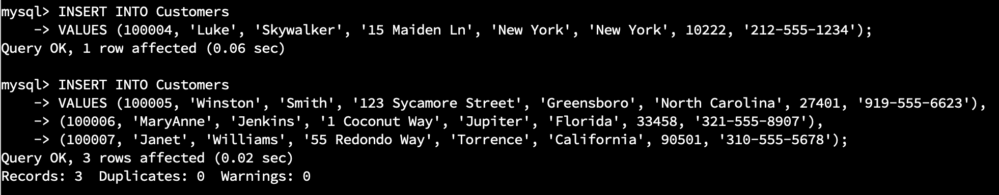 mysql> INSERT INTO Customers
    -> VALUES (100004, 'Luke', 'Skywalker', '15 Maiden Ln', 'New York', 'New York', 10222, '212-555-1234');
Query OK, 1 row affected (0.06 sec)

mysql> INSERT INTO Customers
    -> VALUES (100005, 'Winston', 'Smith', '123 Sycamore Street', 'Greensboro', 'North Carolina', 27401, '919-555-6623'),
    -> (100006, 'MaryAnne', 'Jenkins', '1 Coconut Way', 'Jupiter', 'Florida', 33458, '321-555-8907'),
    -> (100007, 'Janet', 'Williams', '55 Redondo Way', 'Torrence', 'California', 90501, '310-555-5678');
Query OK, 3 rows affected (0.02 sec)
Records: 3  Duplicates: 0  Warnings: 0